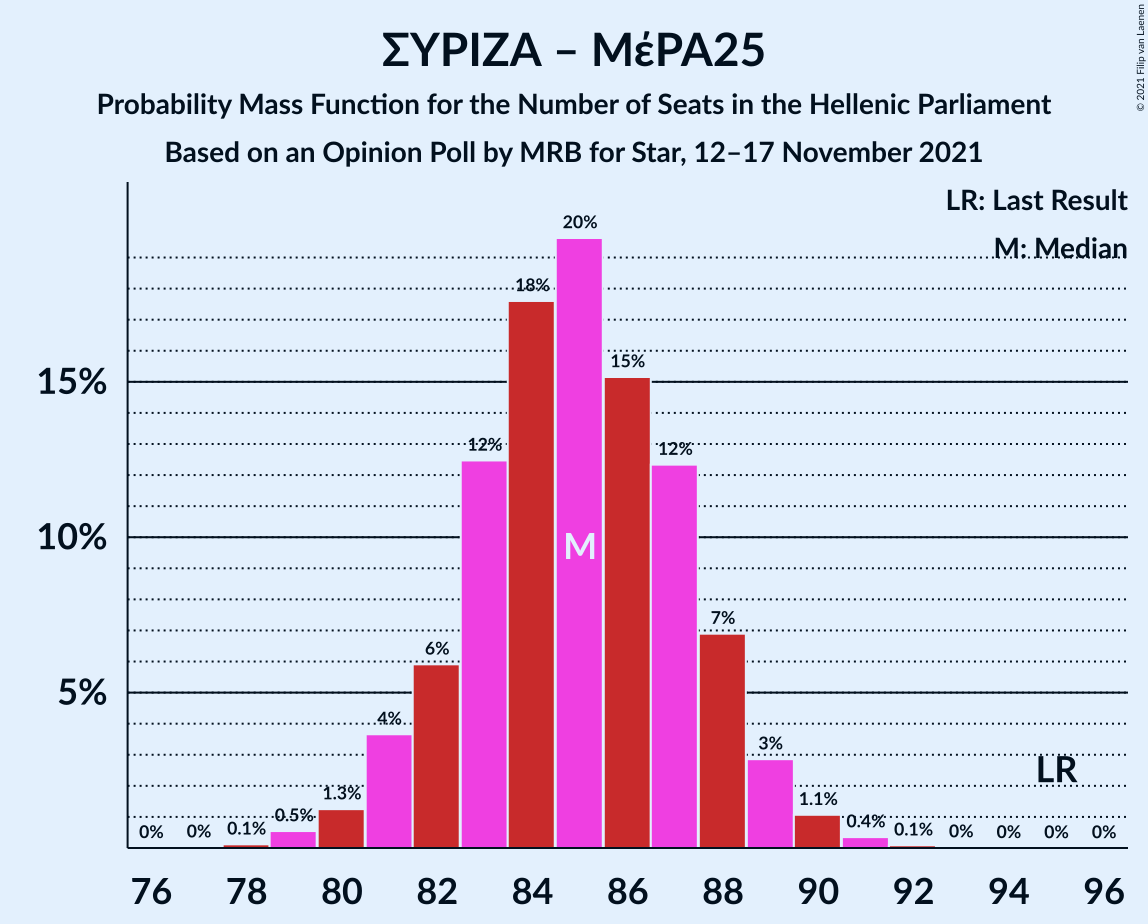 ΣΥΡΙΖΑ – ΜέΡΑ25
Probability Mass Function for the Number of Seats in the Hellenic Parliament
Based on an Opinion Poll by MRB for Star, 12–17 November 2021
© 2021 Filip van Laenen
LR: Last Result
M: Median
15%
10%
5%
0%
0%
0.1%
0.5%
1.3%
4%
6%
12%
18%
20%
15%
12%
7%
3%
1.1%
0.4%
0.1%
0%
0%
0%
0%
M
LR
76 78 80 82 84 86 88 90 92 94 96